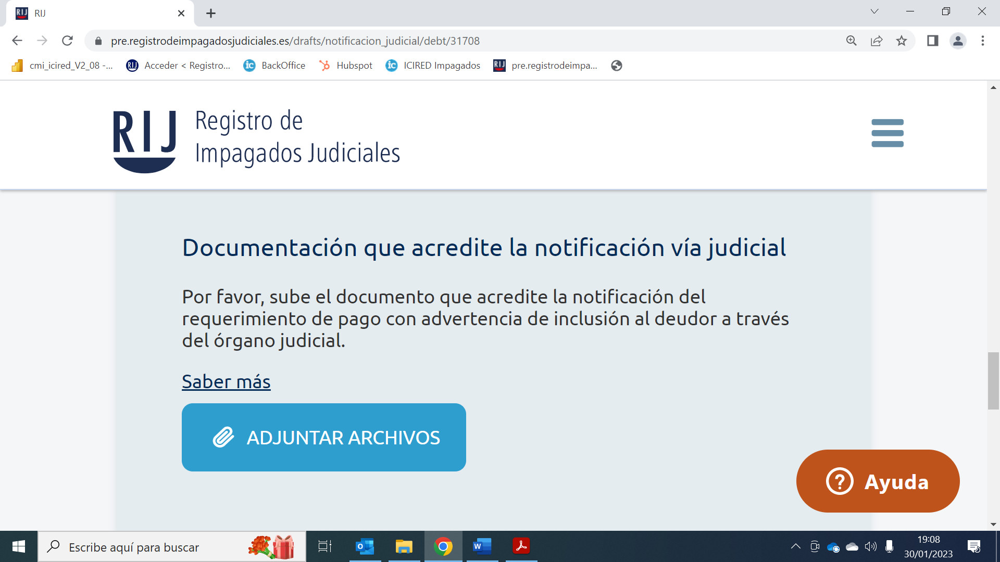 RIJ
pre.registrodeimpagadosjudiciales.es/drafts/notificacion_judicial/debt/31708
cmi_icired_V2_08 -...
Acceder < Registro...
BackOffice
Hubspot
ICIRED Impagados
pre.registrodeimpa...
RIJ
Registro de
Impagados Judiciales
Documentación que acredite la notificación vía judicial
Por favor, sube el documento que acredite la notificación del
requerimiento de pago con advertencia de inclusión al deudor a través
del órgano judicial.
Saber más
ADJUNTAR ARCHIVOS
Ayuda
Escribe aquí para buscar
19:08
30/01/2023